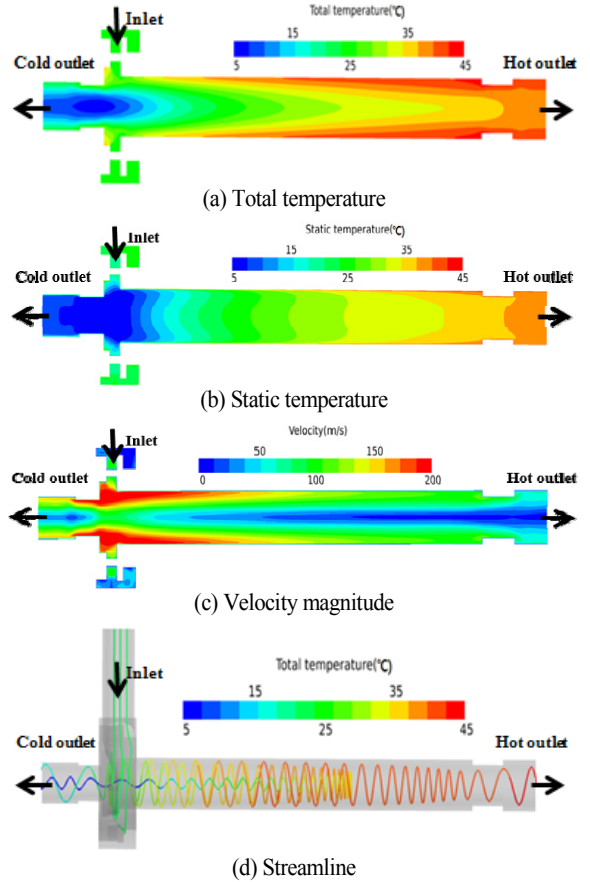 Inlet
Total temperature(℃)
15 35
5 25 45
Cold outlet
Hot outlet
(a) Total temperature
Inlet
Static temperature(℃)
15 35
5 25 45
Cold outlet
Hot outlet
(b) Static temperature
Inlet
Velocity(m/s)
50 150
0 100 200
Cold outlet
Hot outlet
(c) Velocity magnitude
Inlet
Total temperature(℃)
15 35
5 25 45
Cold outlet
Hot outlet
(d) Streamline